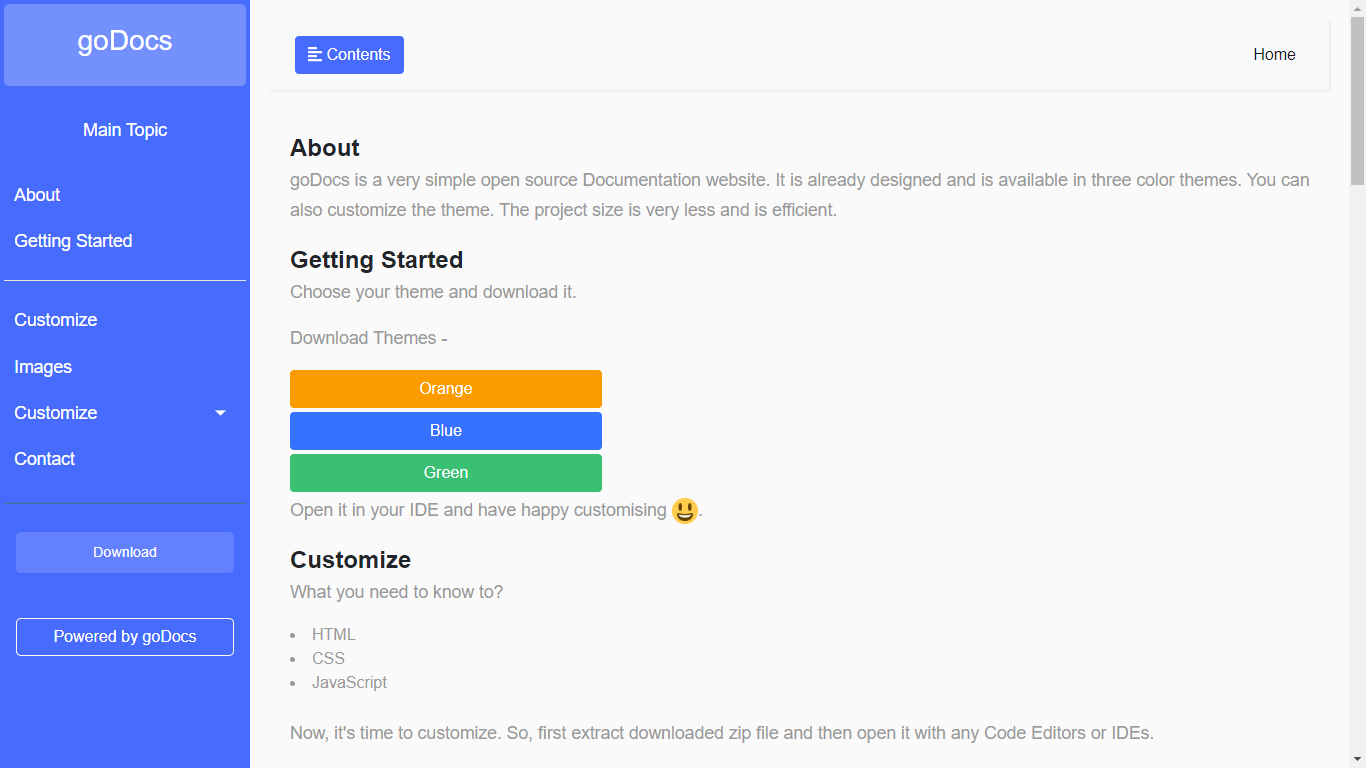 goDocs
Main Topic
About
Getting Started
Customize
Images
Customize
Contact
Download
Powered by goDocs
Contents
Home
About
goDocs is a very simple open source Documentation website. It is already designed and is available in three color themes. You can
also customize the theme. The project size is very less and is efficient.
Getting Started
Choose your theme and download it.
Download Themes -
Orange
Blue
Green
Open it in your IDE and have happy customising 😃.
Customize
What you need to know to?
• HTML
• CSS
• JavaScript
Now, it's time to customize. So, first extract downloaded zip file and then open it with any Code Editors or IDEs.